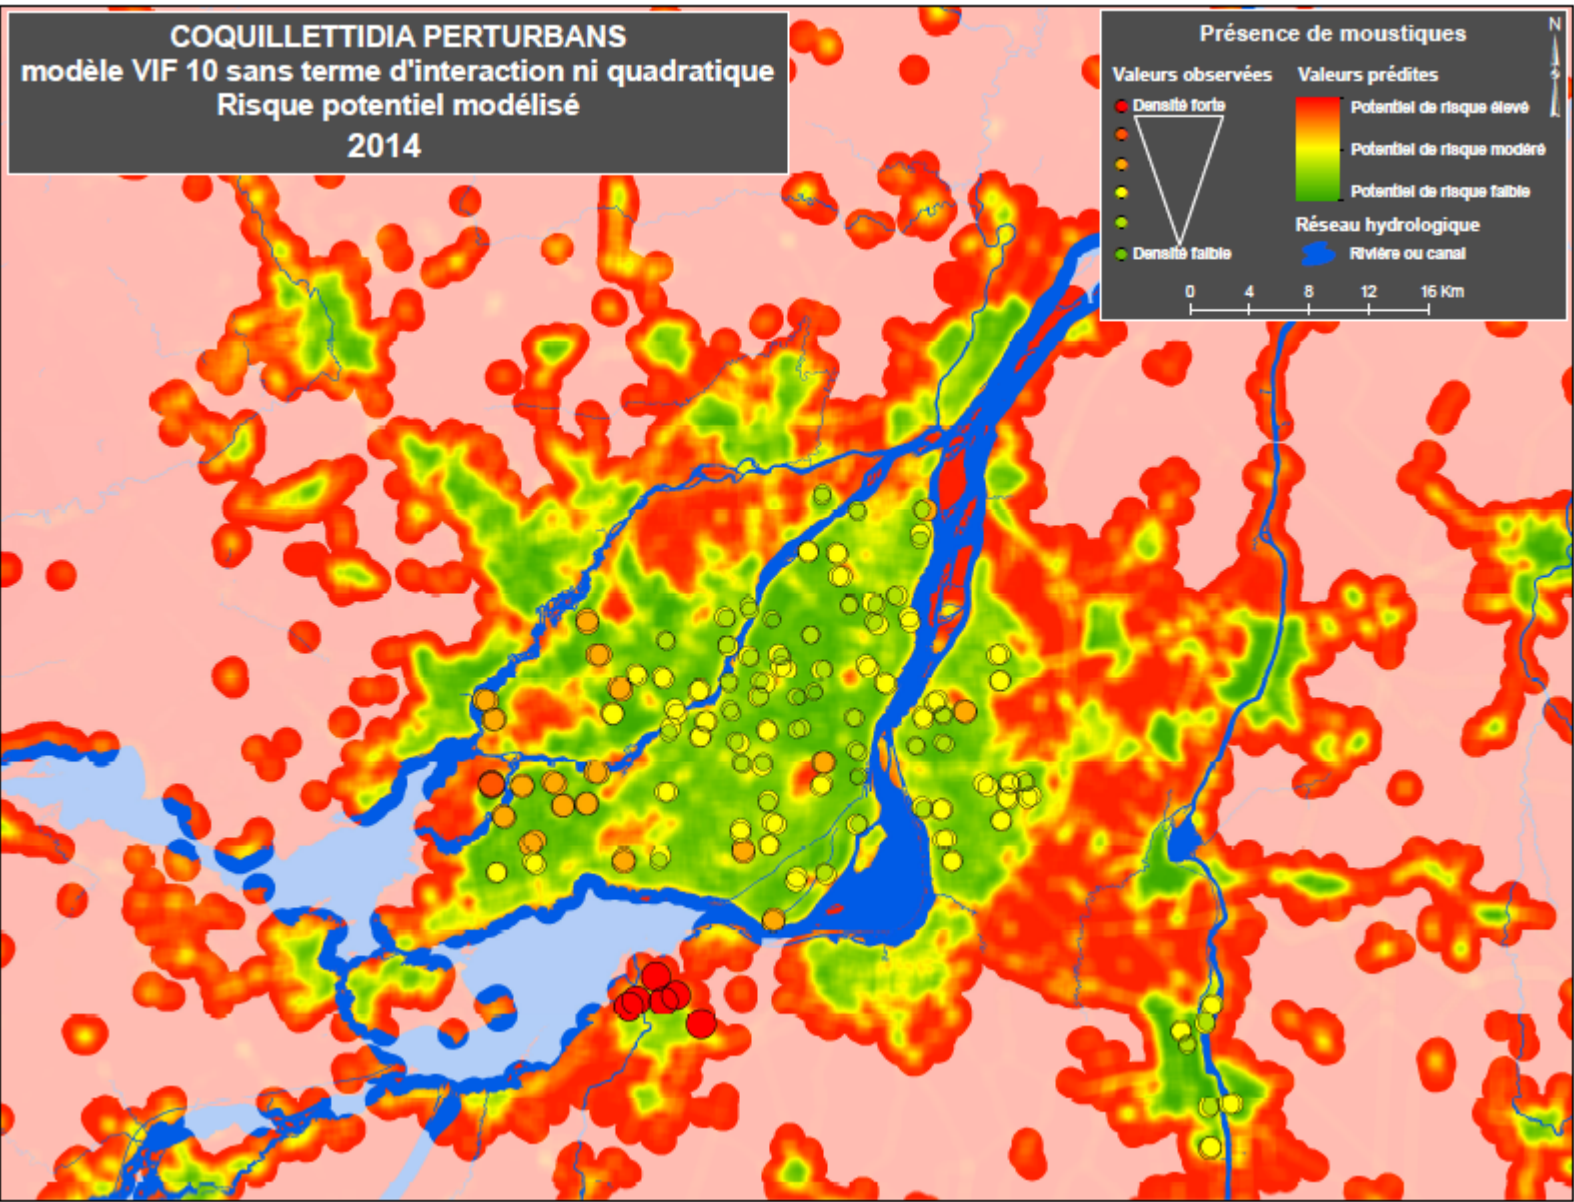 COQUILLETTIDIA PERTURBANS
modèle VIF 10 sans terme d'interaction ni quadratique
Risque potentiel modélisé
2014
Présence de moustiques
N
Valeurs observées Valeurs prédites
Densité forte
Densité faible
Potentiel de risque élevé
Potentiel de risque modéré
Potentiel de risque faible
Réseau hydrologique
Rivière ou canal
0 4 8 12 16 Km